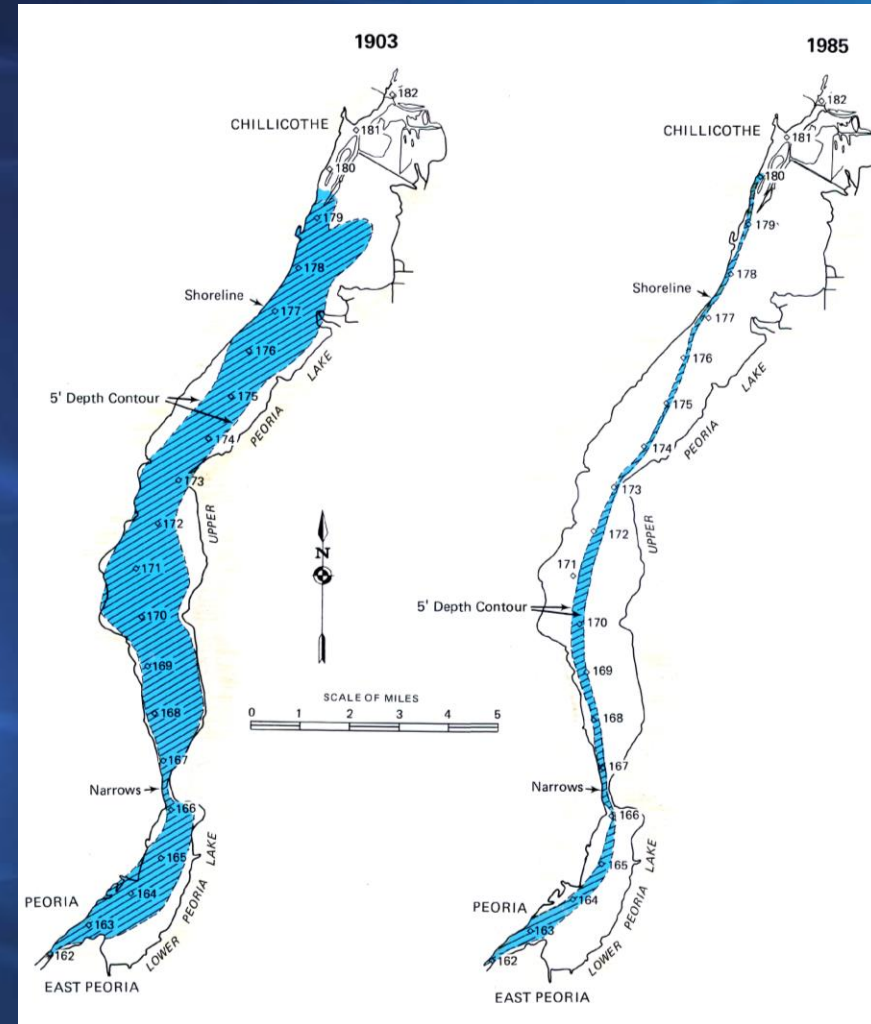 1903
182
CHILLICOTHE
181
180
179
178
Shoreline
177
176
LAKE
5' Depth Contour
175
PEORIA
174
173
UPPER
172
171
170
169
168
167
Narrows
166
165
LAKE
PEORIA
LOWER
164
PEORIA
163
162
EAST PEORIA
N
SCALE OF MILES
0 1 2 3 4 5
1985
182
CHILLICOTHE
181
180
179
178
Shoreline
177
176
LAKE
175
PEORIA
174
173
UPPER
172
171
5' Depth Contour
170
169
168
167
Narrows
166
165
LAKE
PEORIA
LOWER
164
PEORIA
163
162
EAST PEORIA